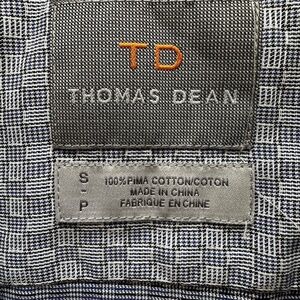 TD
THOMAS DEAN
S - P
100% PIMA COTTON/COTON
MADE IN CHINA
FABRIQUE EN CHINE